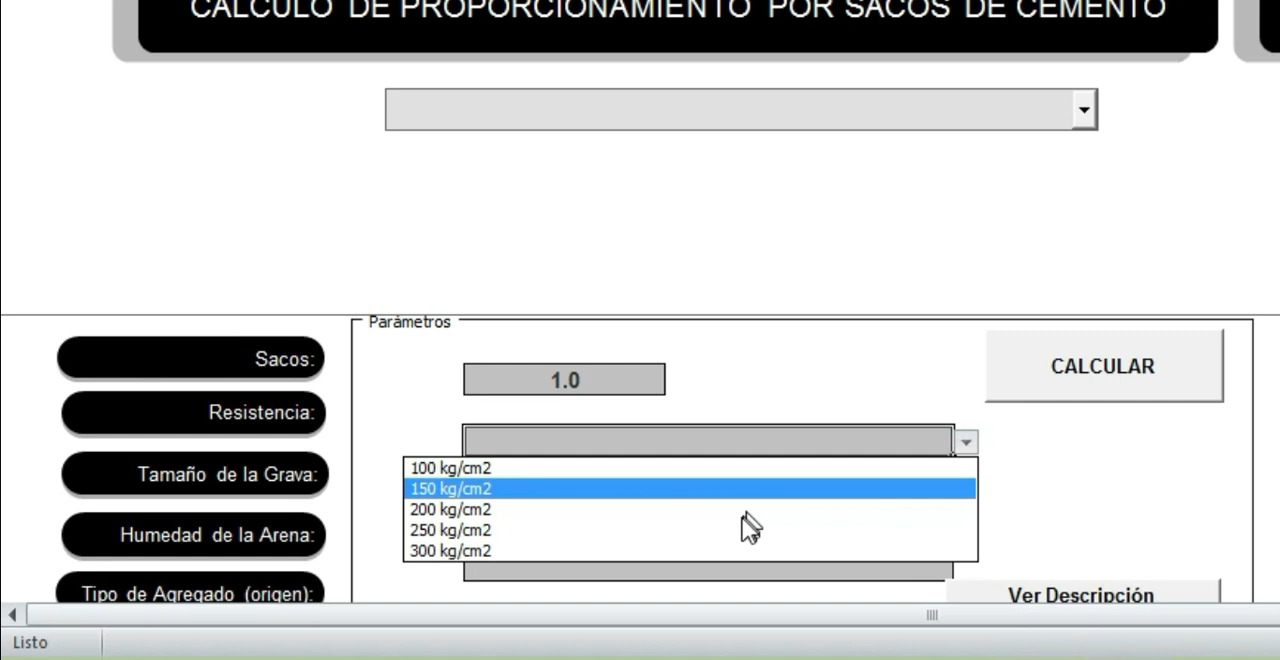 CALCULO DE PROPORCIONAMIENTO POR SACOS DE CEMENTO
Parámetros
Sacos:
1.0
CALCULAR
Resistencia:
100 kg/cm2
150 kg/cm2
200 kg/cm2
250 kg/cm2
300 kg/cm2
Tamaño de la Grava:
Humedad de la Arena:
Tipo de Agregado (origen):
Ver Descripción
Listo